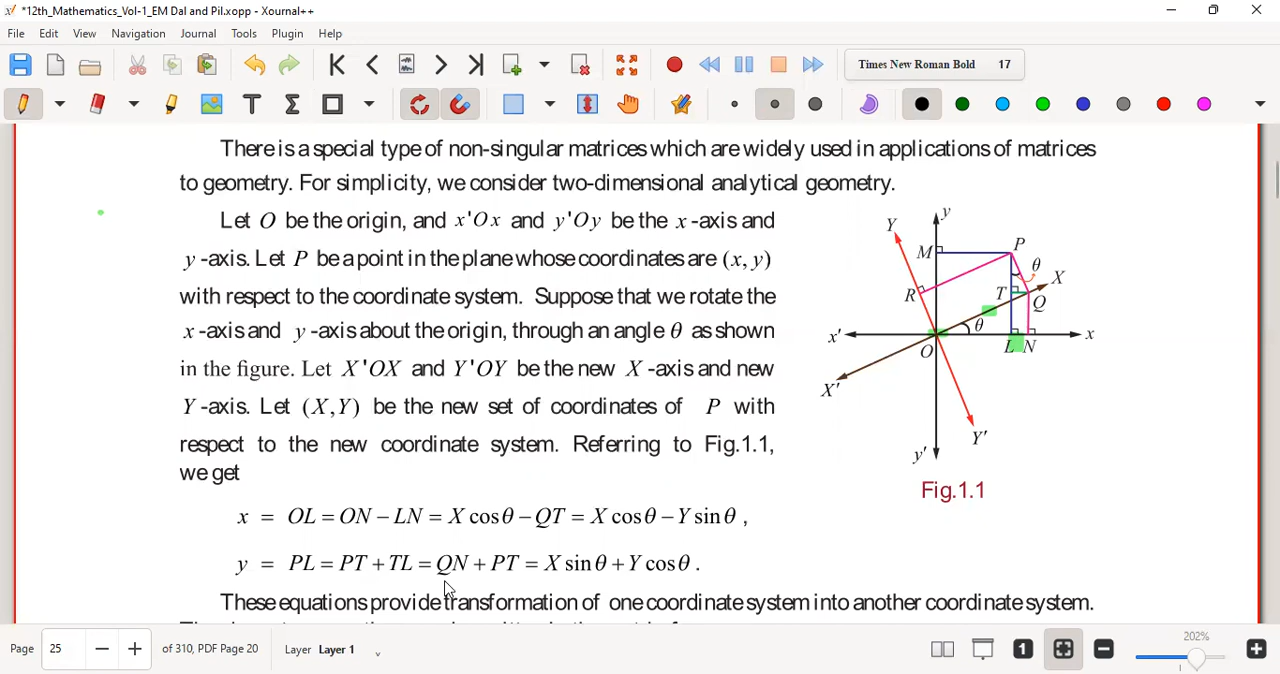 *12th_Mathematics_Vol-1_EM Dal and Pil.xopp - Xournal++
File Edit View Navigation Journal Tools Plugin Help
Times New Roman Bold 17
There is a special type of non-singular matrices which are widely used in applications of matrices
to geometry. For simplicity, we consider two-dimensional analytical geometry.
Let O be the origin, and x'Ox and y'Oy be the x-axis and
y-axis. Let P be a point in the plane whose coordinates are (x, y)
with respect to the coordinate system. Suppose that we rotate the
x-axis and y-axis about the origin, through an angle θ as shown
in the figure. Let X'OX and Y'OY be the new X-axis and new
Y-axis. Let (X,Y) be the new set of coordinates of P with
respect to the new coordinate system. Referring to Fig.1.1,
we get
x = OL = ON − LN = X cosθ − QT = X cosθ − Y sinθ ,
y = PL = PT + TL = QN + PT = X sinθ + Y cosθ .
These equations provide transformation of one coordinate system into another coordinate system.
Y y
M P
θ
X
R T Q
θ
x' x
O L N
X'
Y'
y'
Fig.1.1
Page 25 of 310, PDF Page 20 Layer Layer 1 202%
1